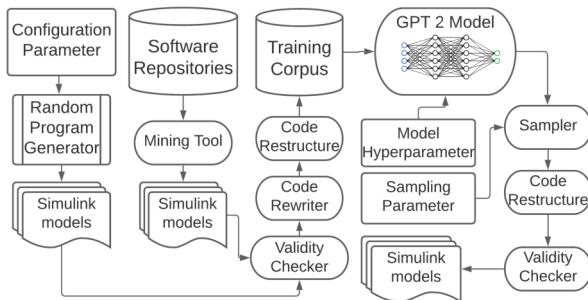 Configuration
Parameter
Software
Repositories
Training
Corpus
GPT 2 Model
Random
Program
Generator
Mining Tool
Code
Restructure
Model
Hyperparameter
Sampler
Simulink
models
Simulink
models
Code
Rewriter
Sampling
Parameter
Code
Restructure
Validity
Checker
Simulink
models
Validity
Checker